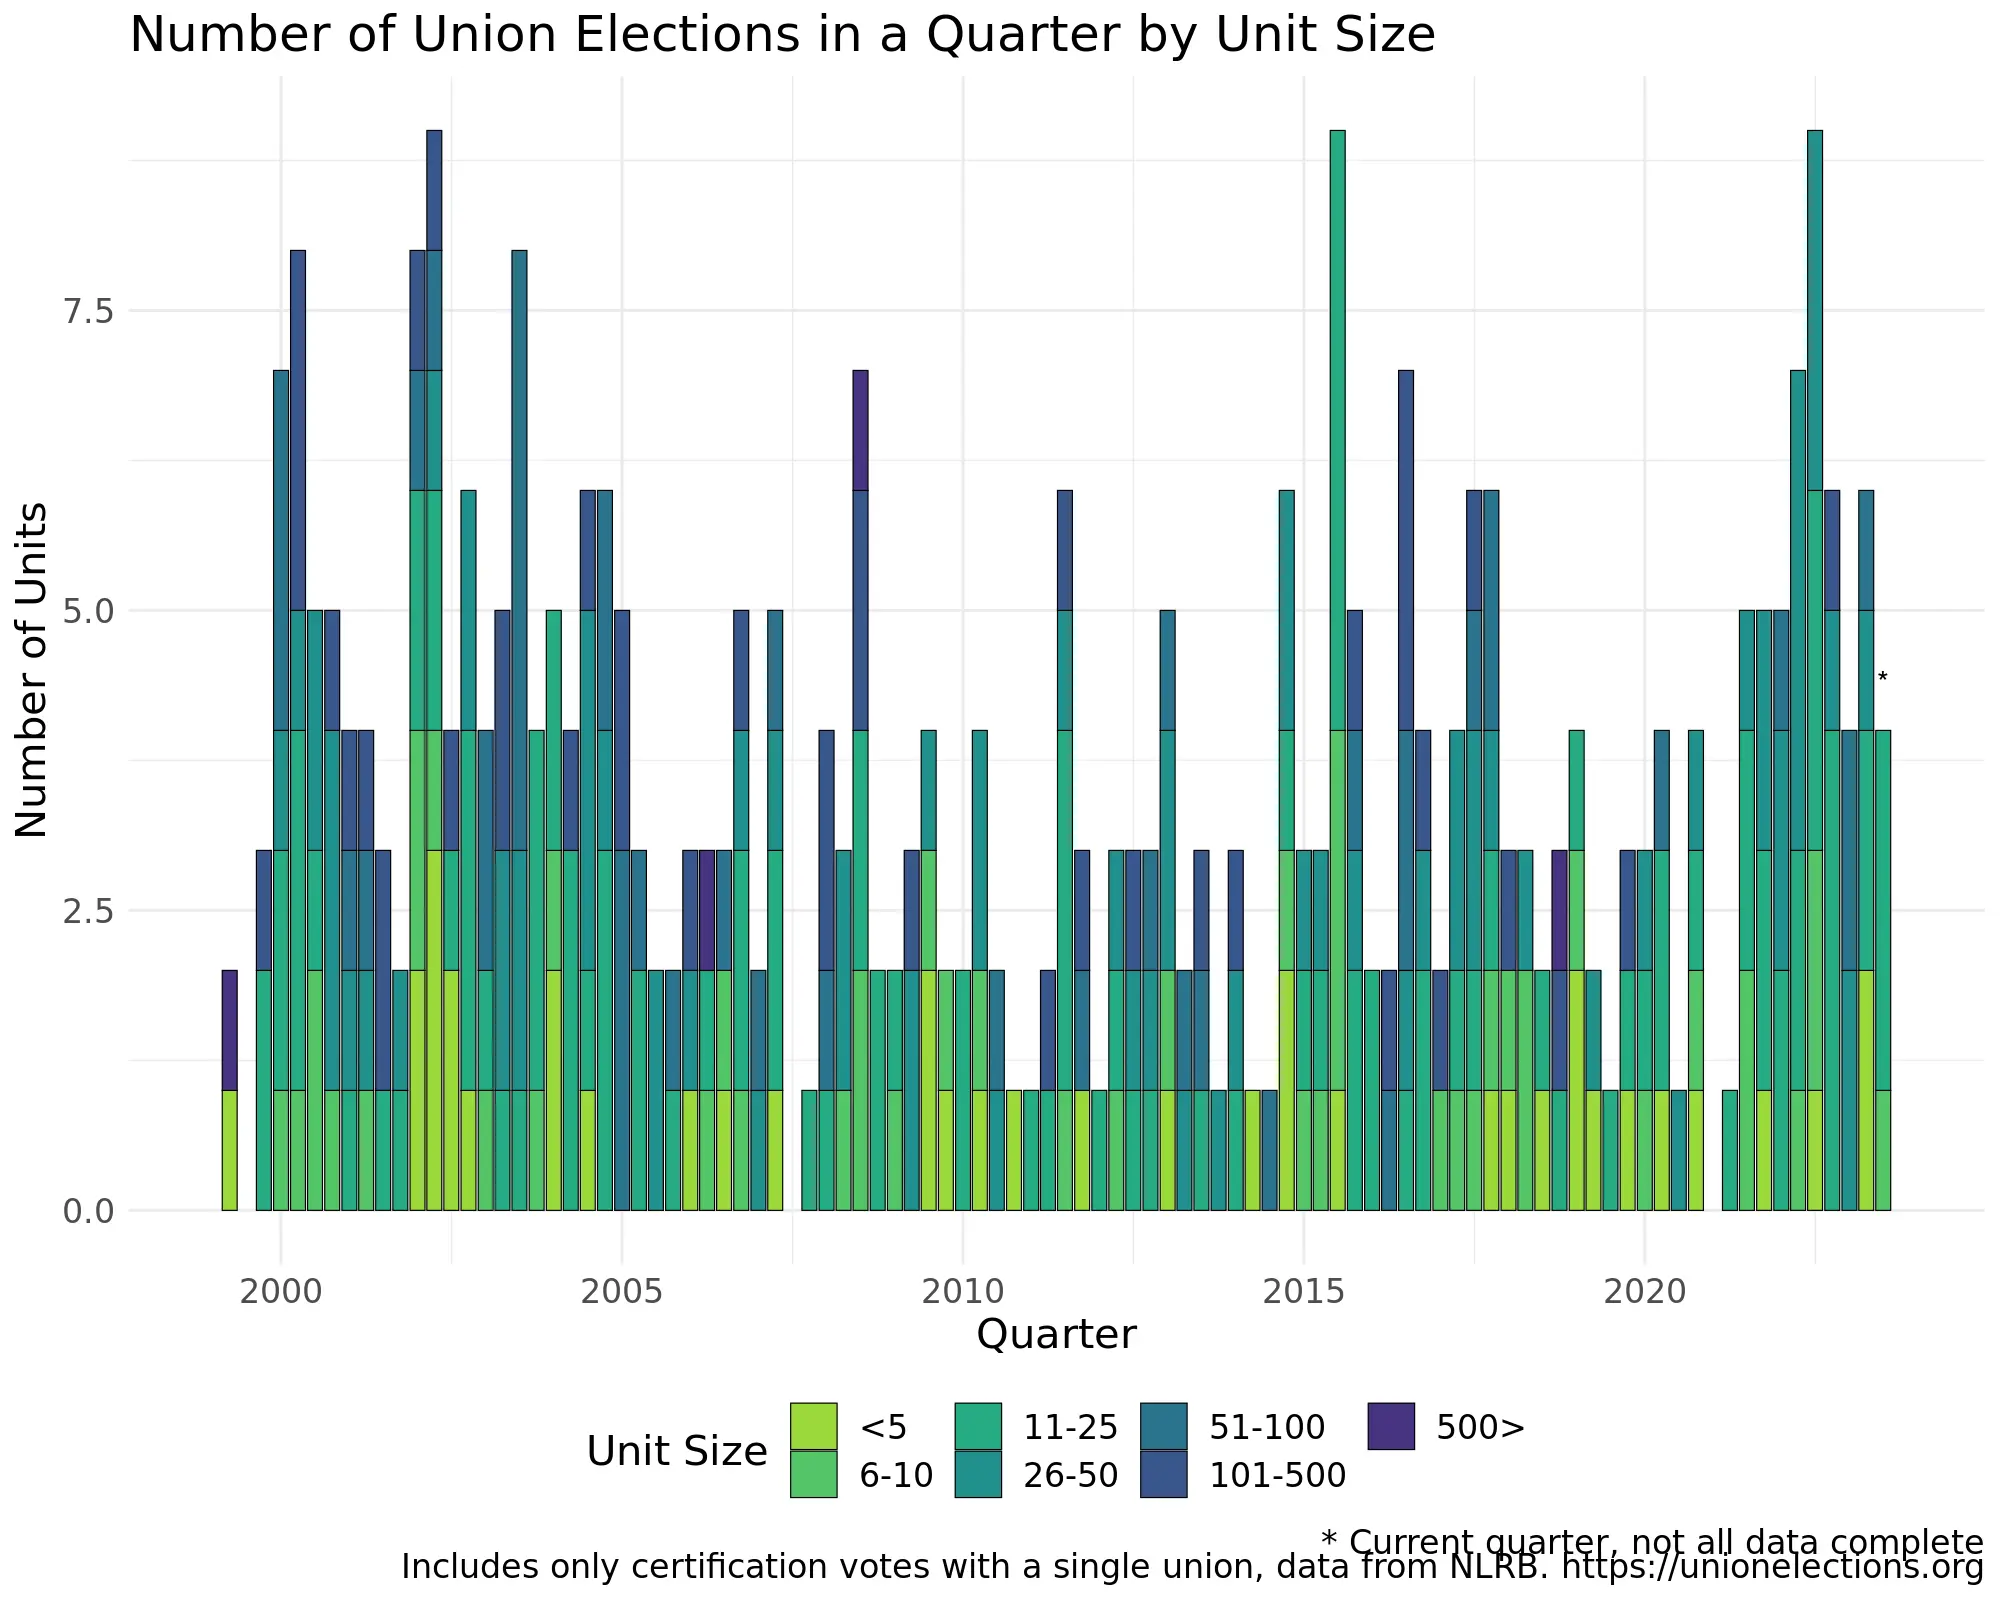 Number of Union Elections in a Quarter by Unit Size
Number of Units
7.5
5.0
2.5
0.0
*
2000 2005 2010 2015 2020
Quarter
Unit Size
<5 11-25 51-100 500>
6-10 26-50 101-500
* Current quarter, not all data complete
Includes only certification votes with a single union, data from NLRB. https://unionelections.org